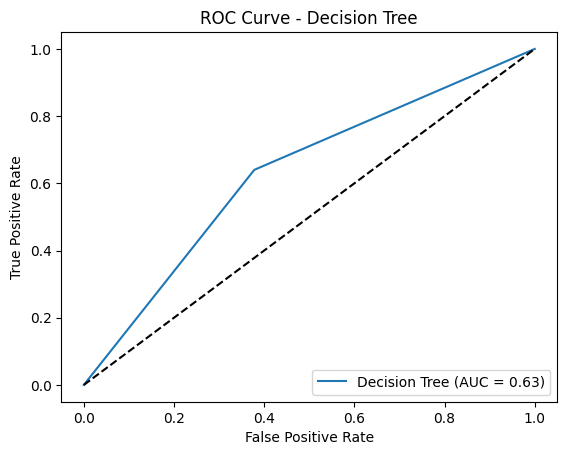 ROC Curve - Decision Tree
True Positive Rate
1.0
0.8
0.6
0.4
0.2
0.0
Decision Tree (AUC = 0.63)
0.0 0.2 0.4 0.6 0.8 1.0
False Positive Rate